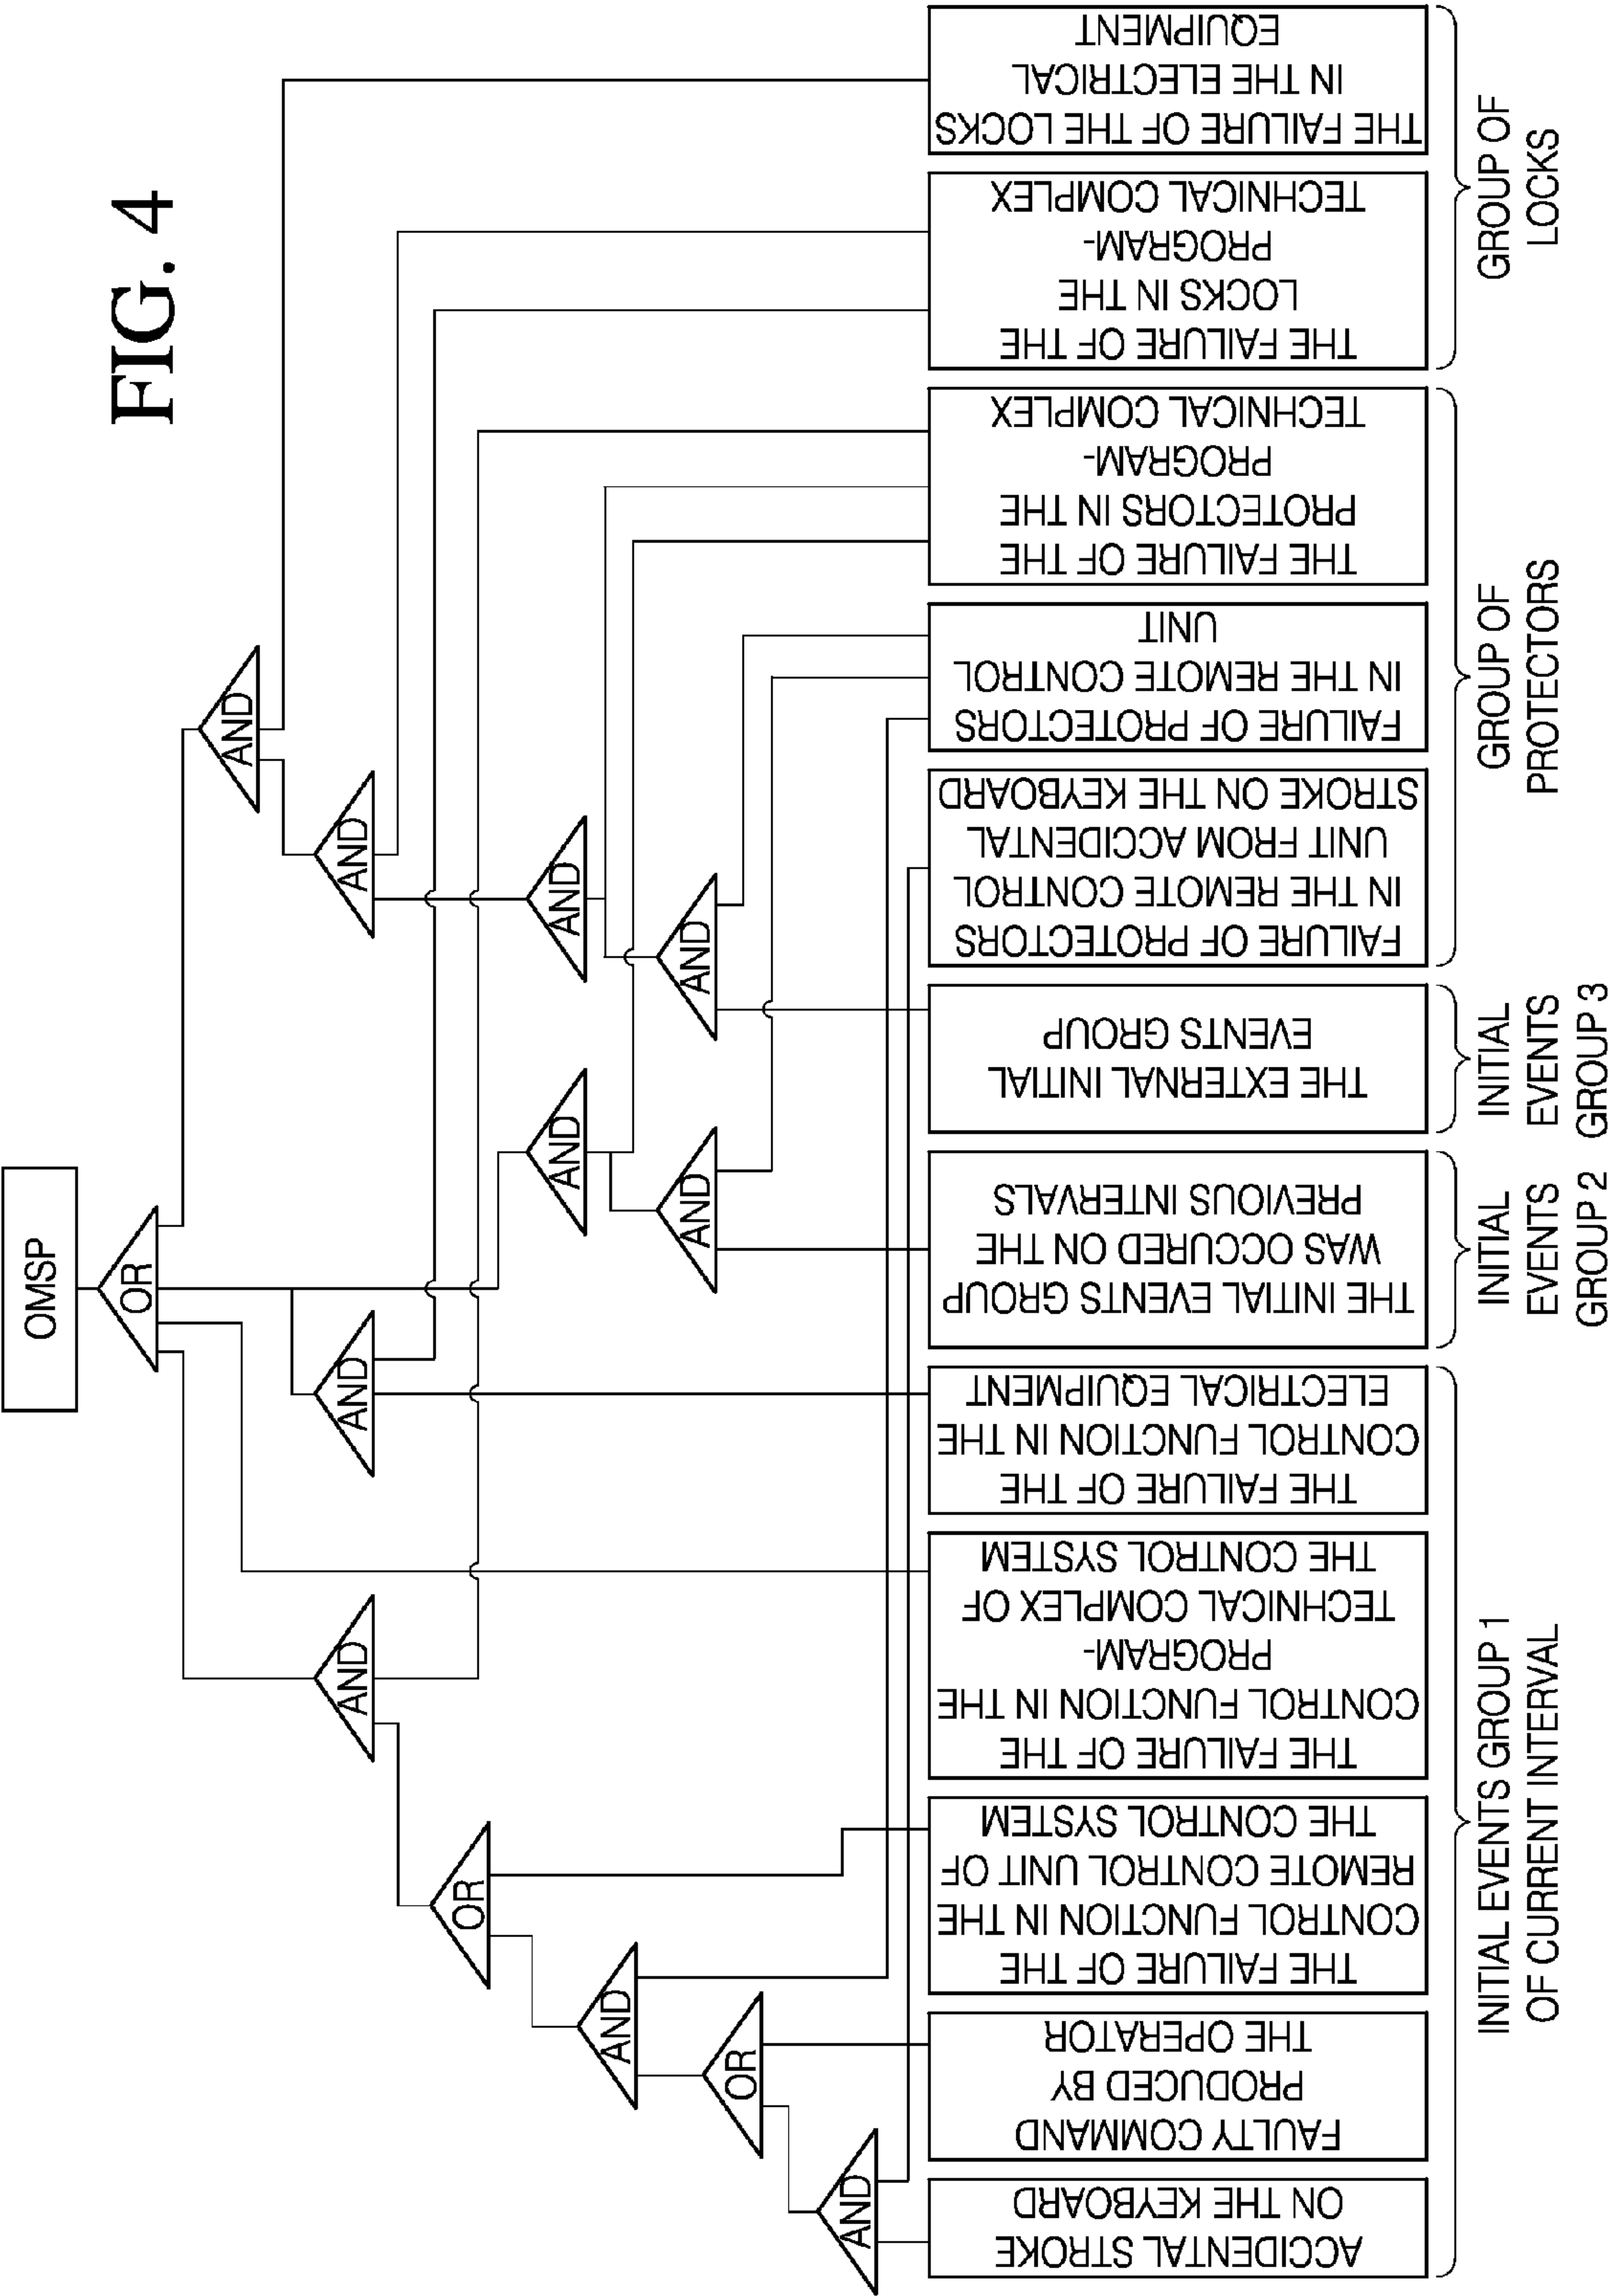 FIG. 4
OMSP
OR
AND
AND
AND
AND
OR
AND
AND
AND
AND
AND
OR
AND
ACCIDENTAL STROKE
ON THE KEYBOARD
FAULTY COMMAND
PRODUCED BY
THE OPERATOR
THE FAILURE OF THE
CONTROL FUNCTION IN THE
REMOTE CONTROL UNIT OF
THE CONTROL SYSTEM
THE FAILURE OF THE
CONTROL FUNCTION IN THE
PROGRAM-
TECHNICAL COMPLEX OF
THE CONTROL SYSTEM
THE FAILURE OF THE
CONTROL FUNCTION IN THE
ELECTRICAL EQUIPMENT
THE INITIAL EVENTS GROUP
WAS OCCURED ON THE
PREVIOUS INTERVALS
THE EXTERNAL INITIAL
EVENTS GROUP
FAILURE OF PROTECTORS
IN THE REMOTE CONTROL
UNIT FROM ACCIDENTAL
STROKE ON THE KEYBOARD
FAILURE OF PROTECTORS
IN THE REMOTE CONTROL
UNIT
THE FAILURE OF THE
PROTECTORS IN THE
PROGRAM-
TECHNICAL COMPLEX
THE FAILURE OF THE
LOCKS IN THE
PROGRAM-
TECHNICAL COMPLEX
THE FAILURE OF THE LOCKS
IN THE ELECTRICAL
EQUIPMENT
INITIAL EVENTS GROUP 1
OF CURRENT INTERVAL
INITIAL
EVENTS
GROUP 2
INITIAL
EVENTS
GROUP 3
GROUP OF
PROTECTORS
GROUP OF
LOCKS